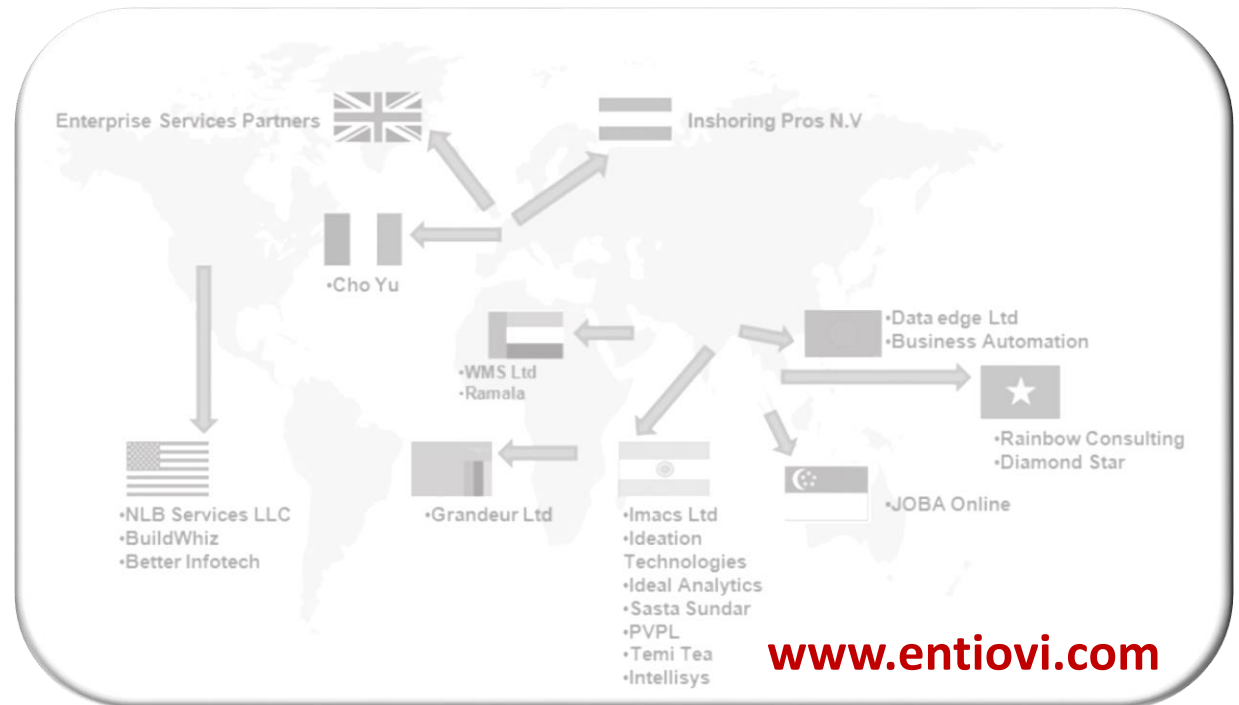 Enterprise Services Partners
Inshoring Pros N.V
•Cho Yu
•WMS Ltd
•Ramala
•Data edge Ltd
•Business Automation
•Rainbow Consulting
•Diamond Star
•NLB Services LLC
•BuildWhiz
•Better Infotech
•Grandeur Ltd
•Imacs Ltd
•Ideation
Technologies
•Ideal Analytics
•Sasta Sundar
•PVPL
•Temi Tea
•Intellisys
•JOBA Online
www.entiovi.com